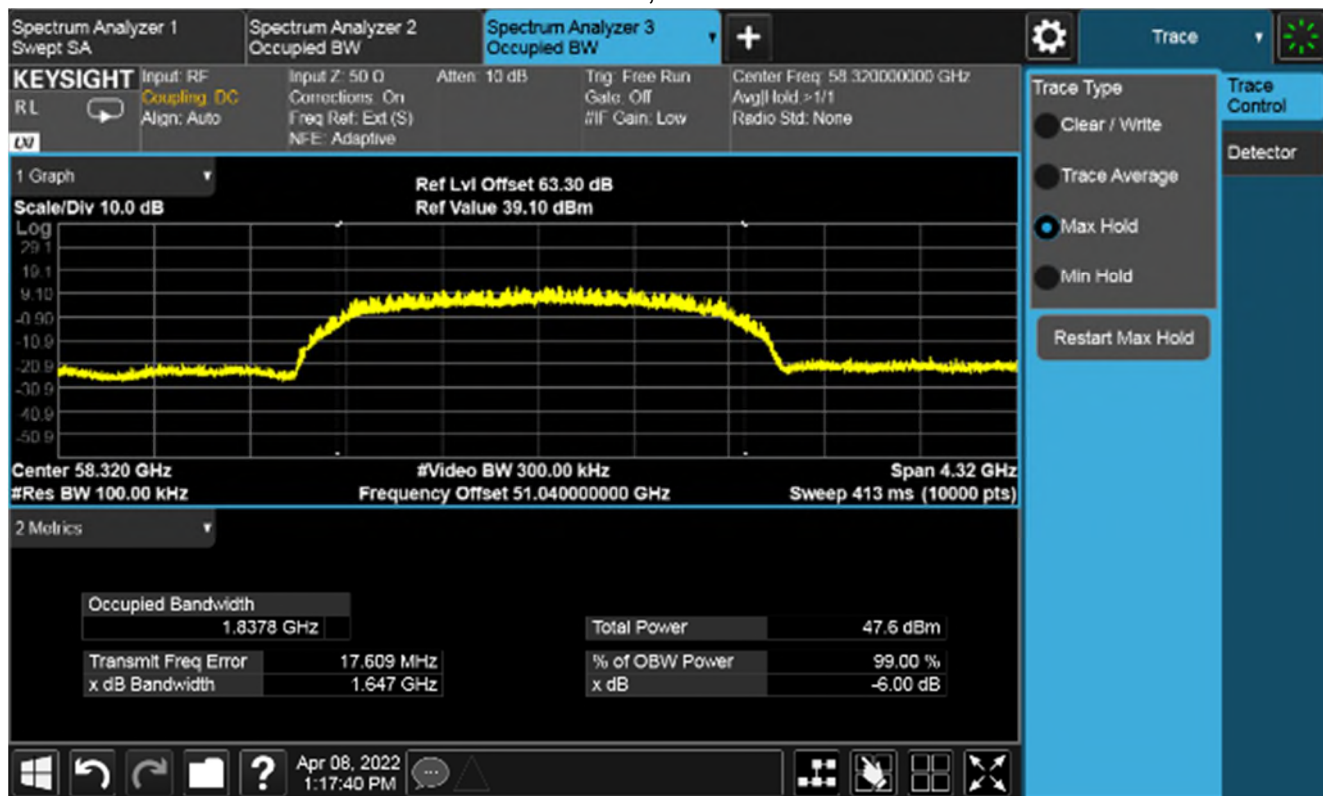 Spectrum Analyzer 1
Swept SA
Spectrum Analyzer 2
Occupied BW
Spectrum Analyzer 3
Occupied BW
+
Trace
KEYSIGHT
RL
LXI
Input: RF
Coupling: DC
Align: Auto
Input Z: 50 Ω
Corrections: On
Freq Ref: Ext (S)
NFE: Adaptive
Atten: 10 dB
Trig: Free Run
Gate: Off
#IF Gain: Low
Center Freq: 58.320000000 GHz
Avg|Hold:>1/1
Radio Std: None
Trace Type
Clear / Write
Trace Average
Max Hold
Min Hold
Restart Max Hold
Trace
Control
Detector
1 Graph
Scale/Div 10.0 dB
Ref Lvl Offset 63.30 dB
Ref Value 39.10 dBm
Log
29.1
19.1
9.10
-0.90
-10.9
-20.9
-30.9
-40.9
-50.9
Center 58.320 GHz
#Video BW 300.00 kHz
Span 4.32 GHz
#Res BW 100.00 kHz
Frequency Offset 51.040000000 GHz
Sweep 413 ms (10000 pts)
2 Metrics
Occupied Bandwidth
1.8378 GHz
Total Power 47.6 dBm
Transmit Freq Error 17.609 MHz
% of OBW Power 99.00 %
x dB Bandwidth 1.647 GHz
x dB -6.00 dB
?
Apr 08, 2022
1:17:40 PM